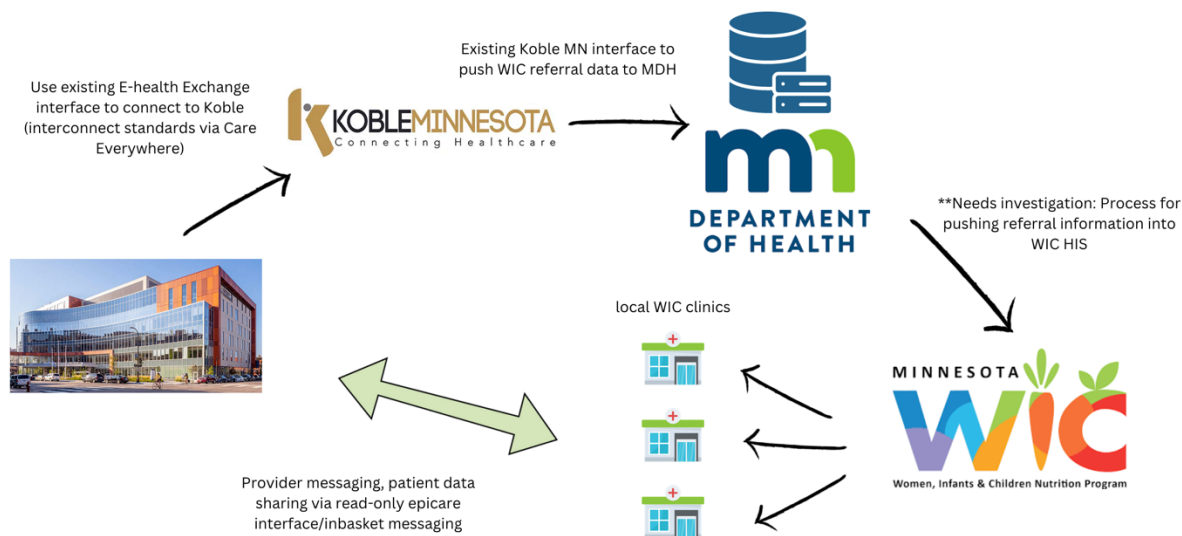 Use existing E-health Exchange
interface to connect to Koble
(interconnect standards via Care
Everywhere)
KOBLEMINNESOTA
Connecting Healthcare
Existing Koble MN interface to
push WIC referral data to MDH
mn
DEPARTMENT
OF HEALTH
**Needs investigation: Process for
pushing referral information into
WIC HIS
local WIC clinics
MINNESOTA
WIC
Women, Infants & Children Nutrition Program
Provider messaging, patient data
sharing via read-only epicare
interface/inbasket messaging